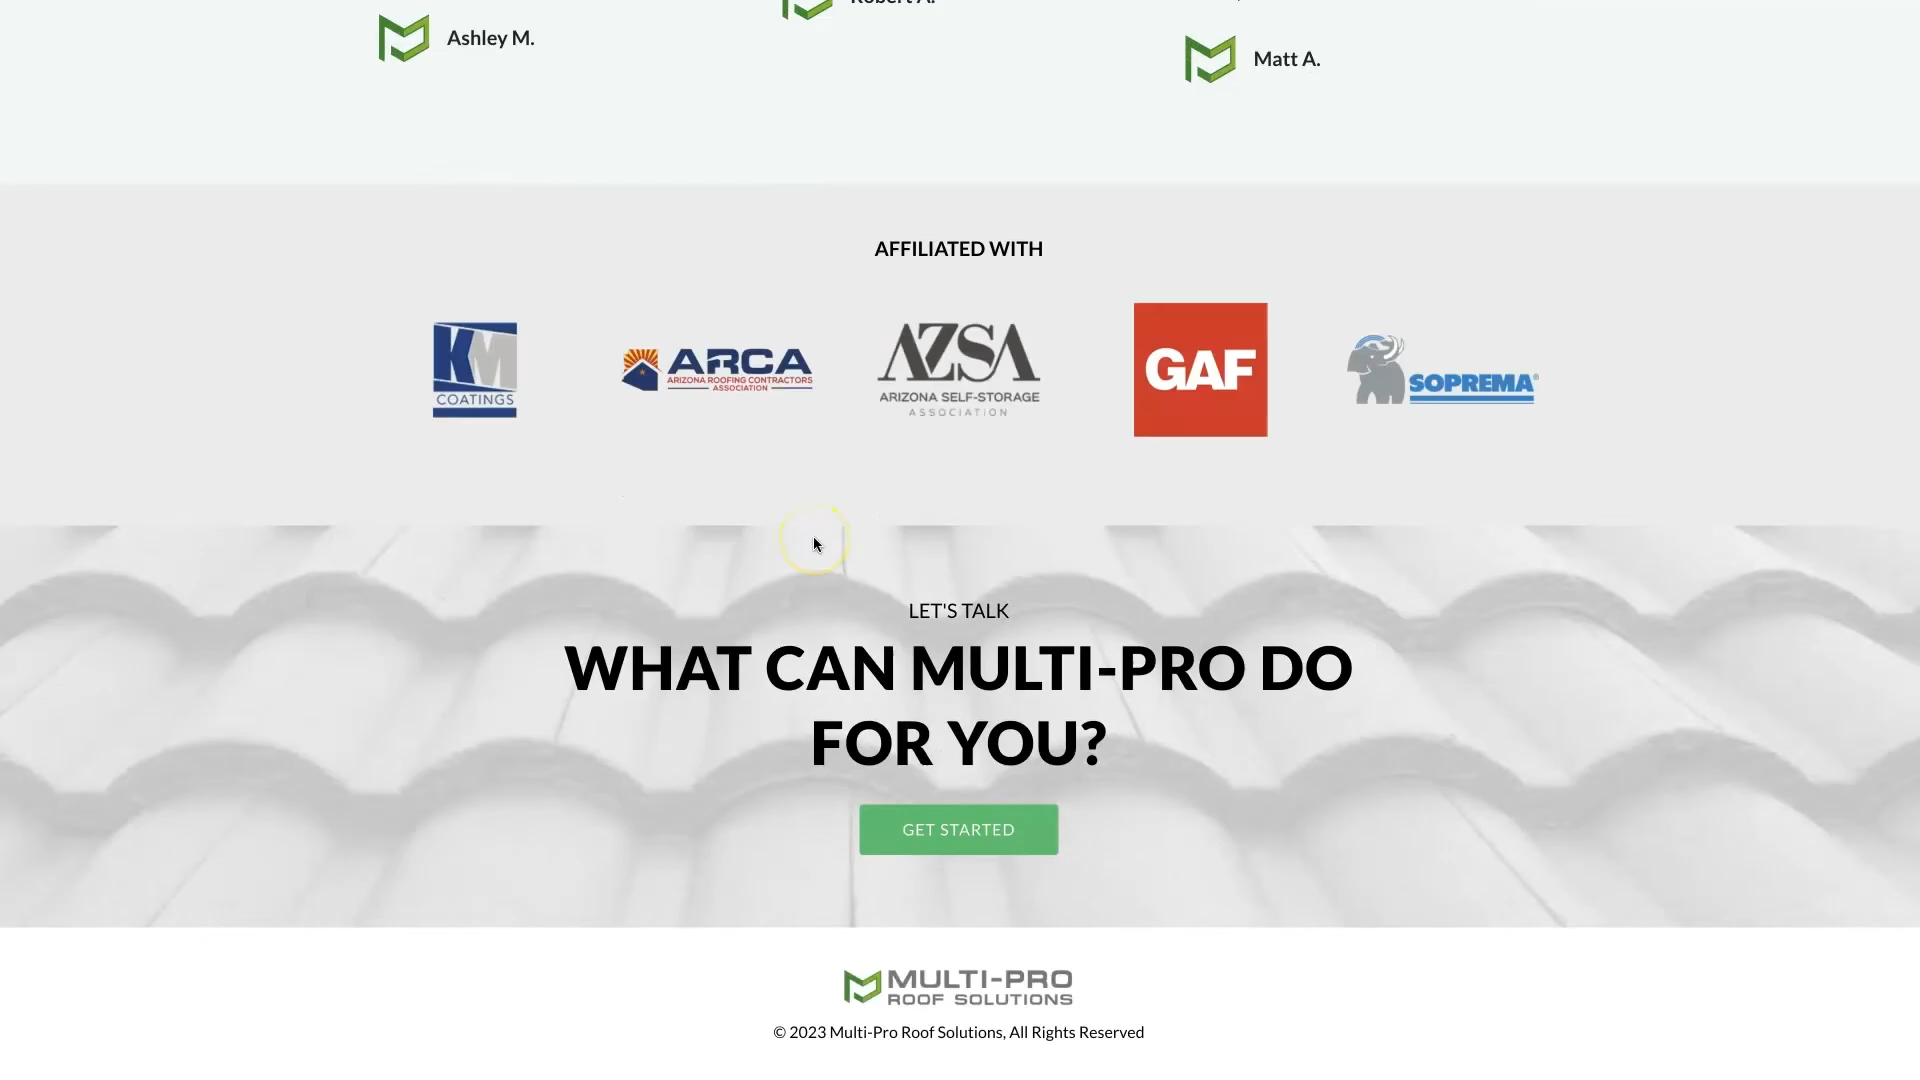 Robert A.
Ashley M.
Matt A.
AFFILIATED WITH
KM
COATINGS
ARCA
ARIZONA ROOFING CONTRACTORS
ASSOCIATION
AZSA
ARIZONA SELF-STORAGE
ASSOCIATION
GAF
SOPREMA®
LET'S TALK
WHAT CAN MULTI-PRO DO
FOR YOU?
GET STARTED
MULTI-PRO
ROOF SOLUTIONS
© 2023 Multi-Pro Roof Solutions, All Rights Reserved